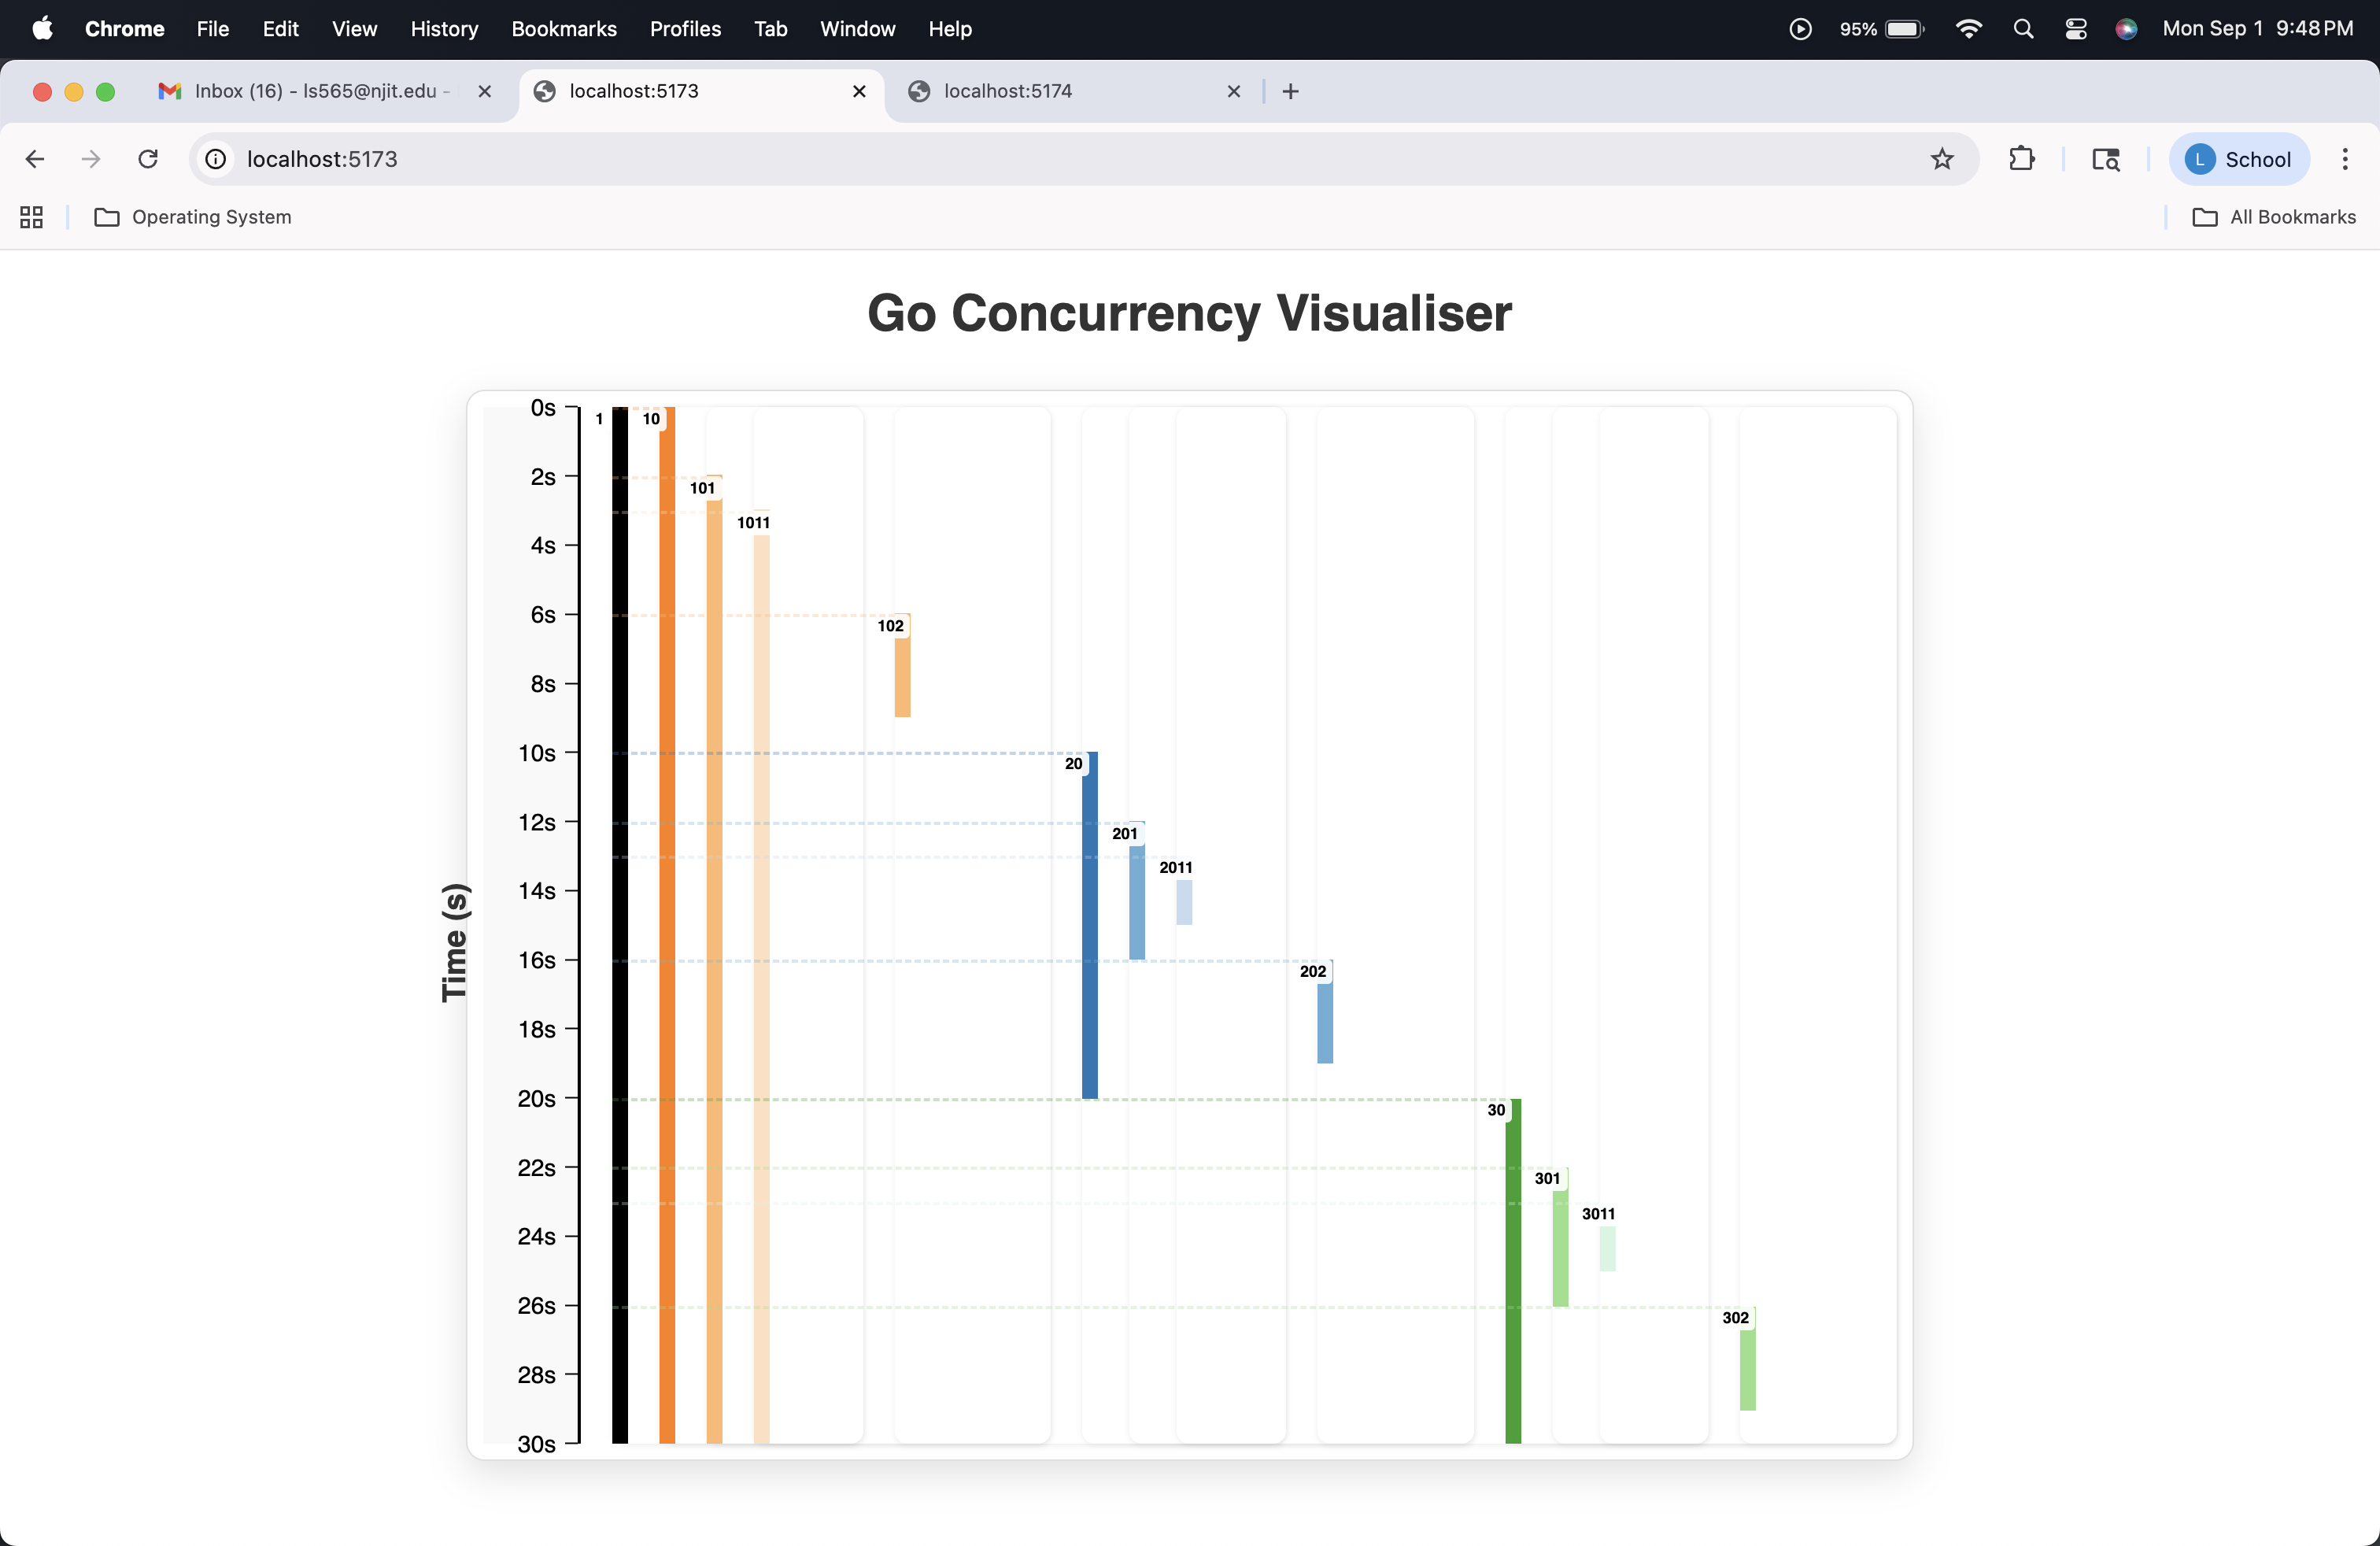 Chrome File Edit View History Bookmarks Profiles Tab Window Help 95% Mon Sep 1 9:48 PM
Inbox (16) - ls565@njit.edu - localhost:5173 localhost:5174
localhost:5173 L School
Operating System All Bookmarks
Go Concurrency Visualiser
Time (s)
0s
2s
4s
6s
8s
10s
12s
14s
16s
18s
20s
22s
24s
26s
28s
30s
1
10
101
1011
102
20
201
2011
202
30
301
3011
302